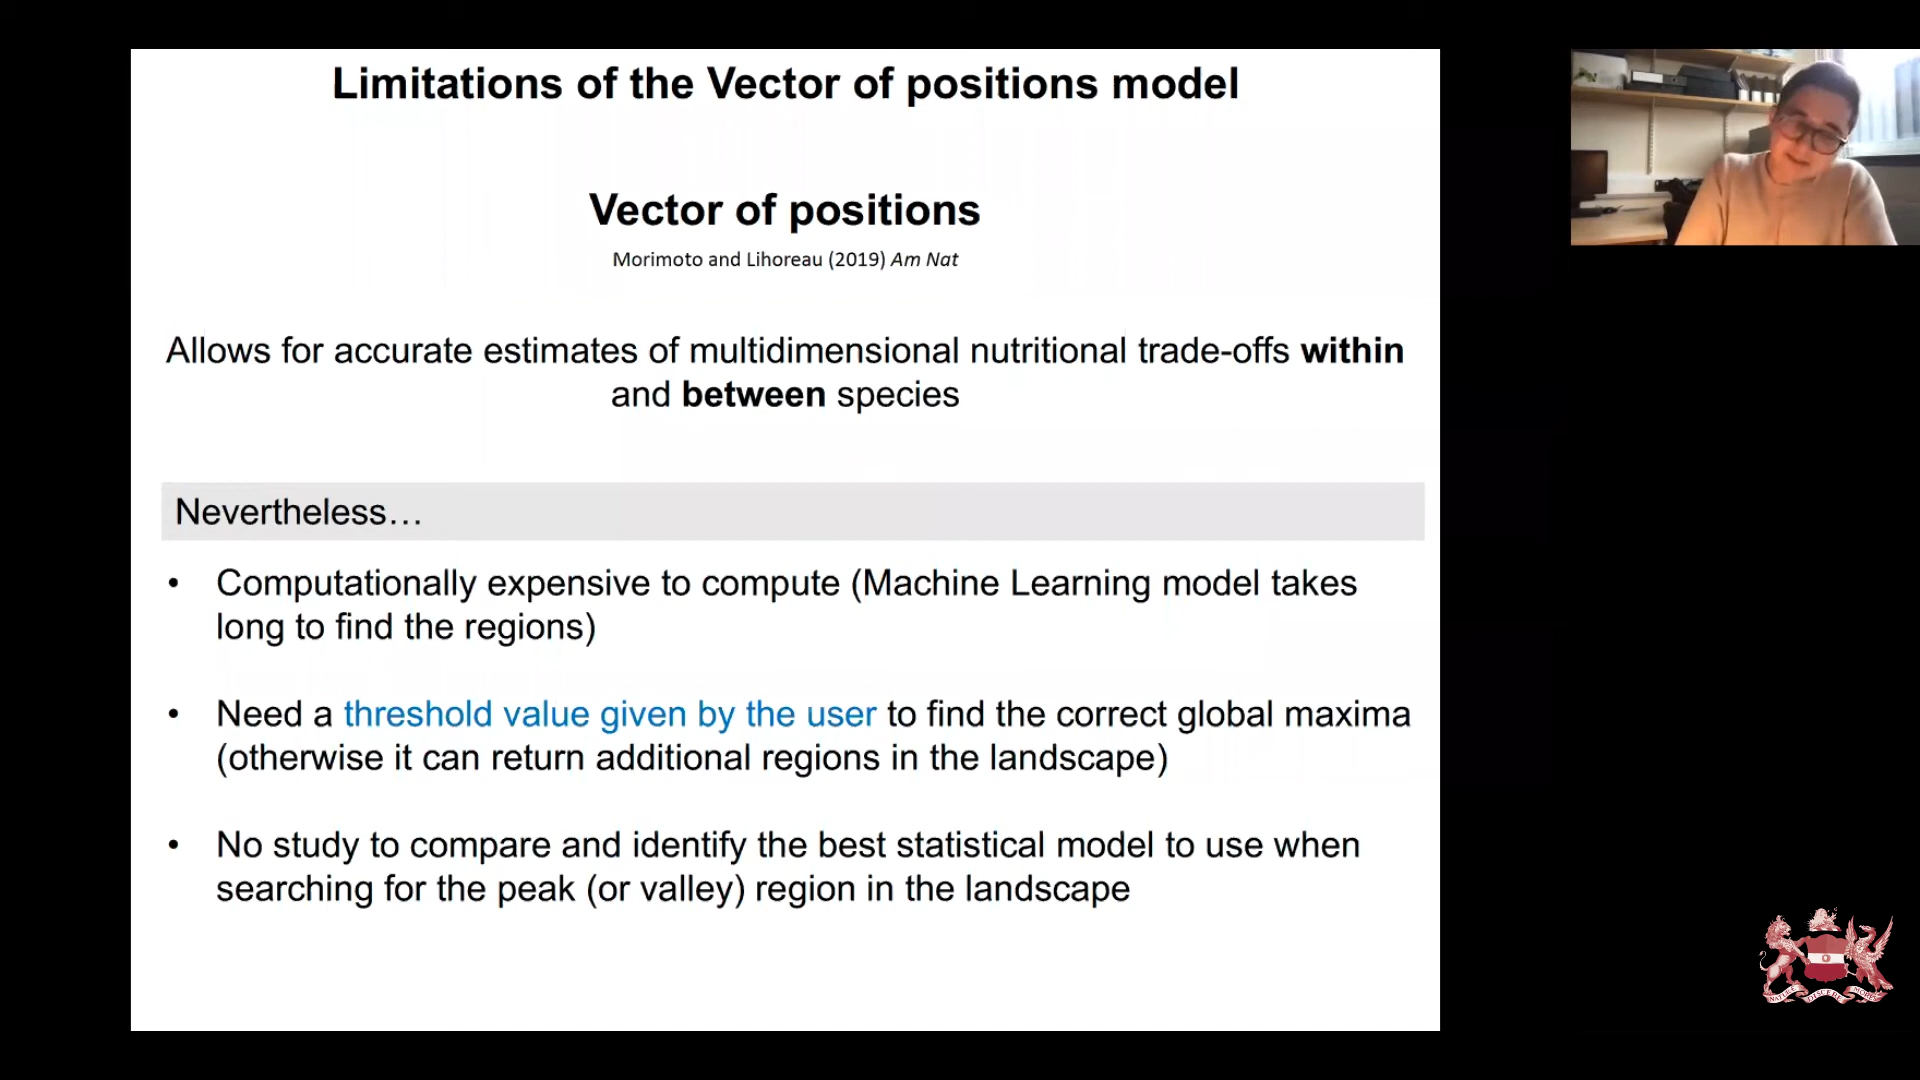 Limitations of the Vector of positions model
Vector of positions
Morimoto and Lihoreau (2019) Am Nat
Allows for accurate estimates of multidimensional nutritional trade-offs within
and between species
Nevertheless…
• Computationally expensive to compute (Machine Learning model takes
long to find the regions)
• Need a threshold value given by the user to find the correct global maxima
(otherwise it can return additional regions in the landscape)
• No study to compare and identify the best statistical model to use when
searching for the peak (or valley) region in the landscape